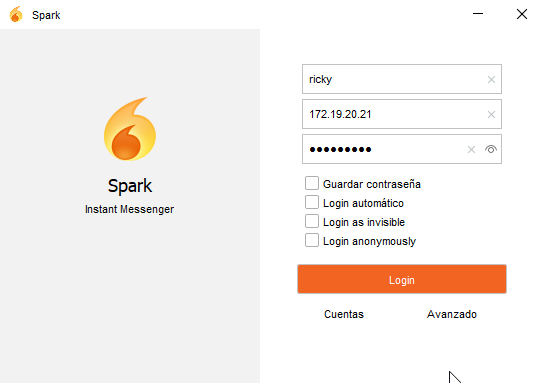 Spark
Spark
Instant Messenger
ricky
172.19.20.21
●●●●●●●●●
Guardar contraseña
Login automático
Login as invisible
Login anonymously
Login
Cuentas
Avanzado